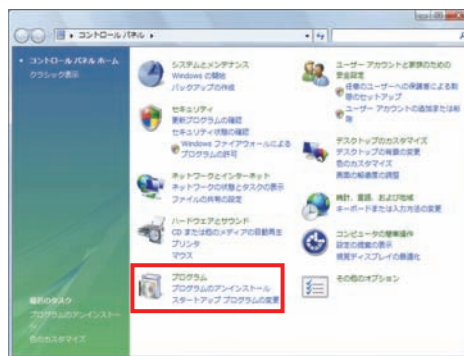 コントロール パネル
コントロール パネル ホーム
クラシック表示
システムとメンテナンス
Windows の開始
バックアップの作成
セキュリティ
更新プログラムの確認
セキュリティ状態の確認
Windows ファイアウォールによる
プログラムの許可
ネットワークとインターネット
ネットワークの状態とタスクの表示
ファイルの共有の設定
ハードウェアとサウンド
CD または他のメディアの自動再生
プリンタ
マウス
プログラム
プログラムのアンインストール
スタートアップ プログラムの変更
ユーザー アカウントと家族のための
安全設定
任意のユーザーへの保護者による制
限のセットアップ
ユーザー アカウントの追加または削
除
デスクトップのカスタマイズ
デスクトップの背景の変更
色のカスタマイズ
画面の解像度の調整
時計、言語、および地域
キーボードまたは入力方法の変更
コンピュータの簡単操作
設定の提案の表示
視覚ディスプレイの最適化
その他のオプション
最近のタスク
プログラムのアンインストー
ル
色のカスタマイズ